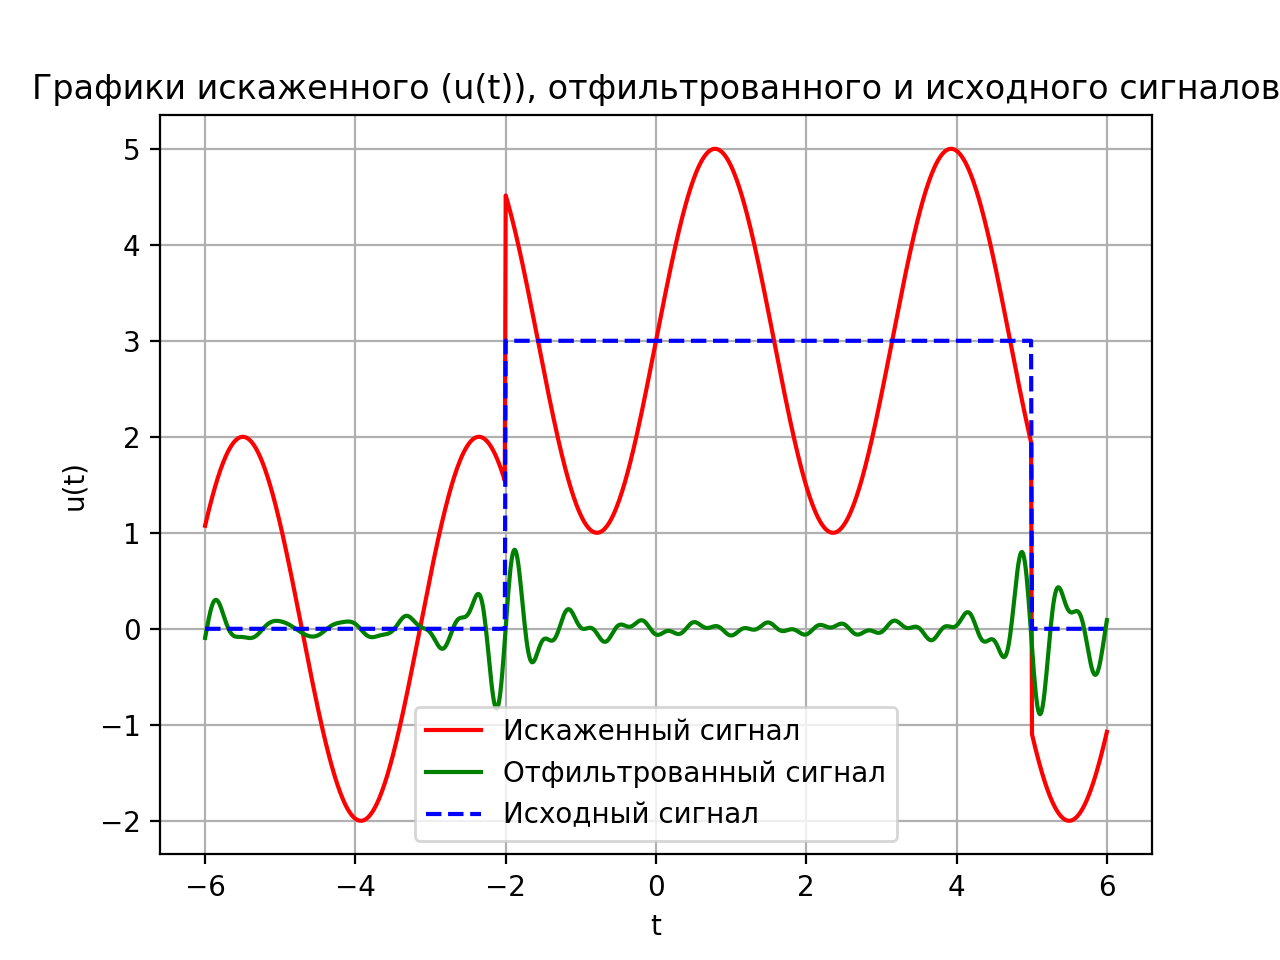 Графики искаженного (u(t)), отфильтрованного и исходного сигналов
5
4
3
2
1
0
−1
−2
u(t)
Искаженный сигнал
Отфильтрованный сигнал
Исходный сигнал
−6 −4 −2 0 2 4 6
t